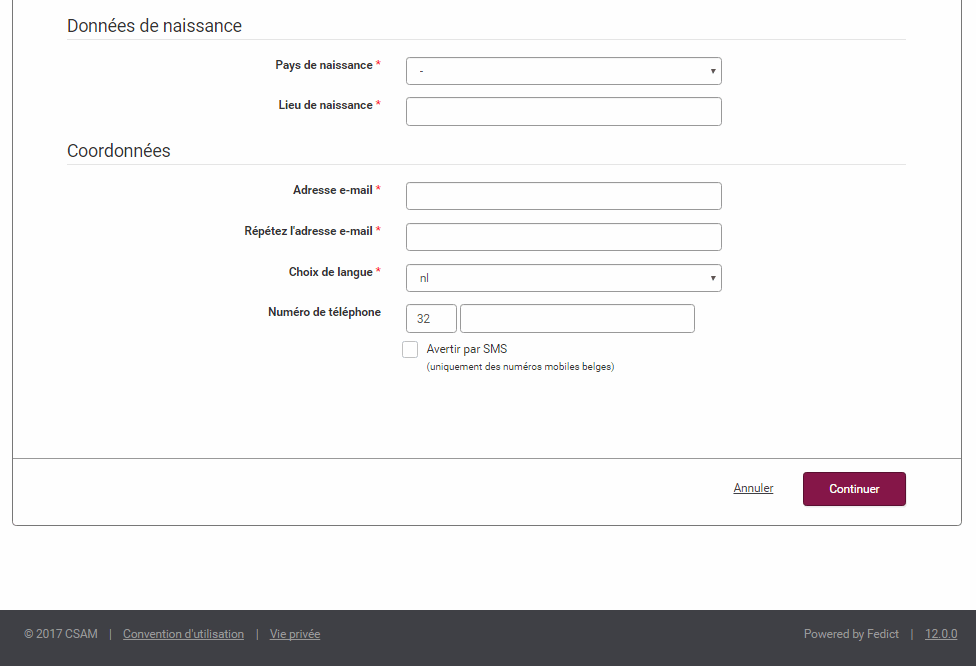 Données de naissance
Pays de naissance *
-
Lieu de naissance *
Coordonnées
Adresse e-mail *
Répétez l'adresse e-mail *
Choix de langue *
nl
Numéro de téléphone
32
Avertir par SMS
(uniquement des numéros mobiles belges)
Annuler
Continuer
© 2017 CSAM | Convention d'utilisation | Vie privée
Powered by Fedict | 12.0.0